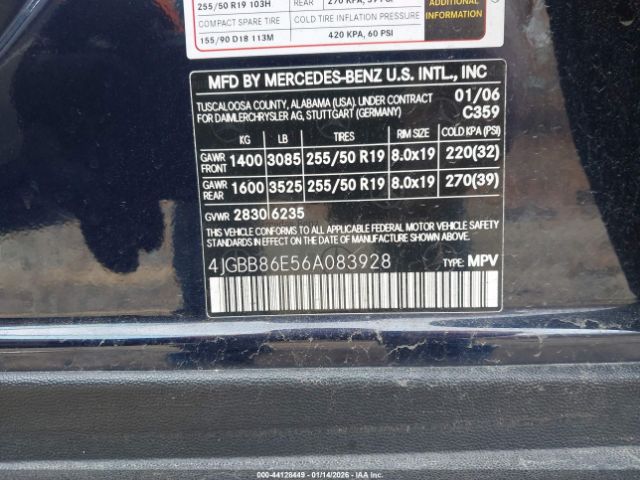 255/50 R19 103H REAR 270 KPA, 39 PSI
ADDITIONAL
INFORMATION
COMPACT SPARE TIRE COLD TIRE INFLATION PRESSURE
155/90 D18 113M 420 KPA, 60 PSI
MFD BY MERCEDES-BENZ U.S. INTL., INC
TUSCALOOSA COUNTY, ALABAMA (USA). UNDER CONTRACT 01/06
FOR DAIMLERCHRYSLER AG, STUTTGART (GERMANY) C359
KG LB TIRES RIM SIZE COLD KPA (PSI)
GAWR FRONT 1400 3085 255/50 R19 8.0x19 220(32)
GAWR REAR 1600 3525 255/50 R19 8.0x19 270(39)
GVWR 2830 6235
THIS VEHICLE CONFORMS TO ALL APPLICABLE FEDERAL MOTOR VEHICLE SAFETY STANDARDS IN EFFECT ON THE DATE OF MANUFACTURE SHOWN ABOVE.
4JGBB86E56A083928 TYPE: MPV
000-44128449 | 01/14/2026 - IAA Inc.